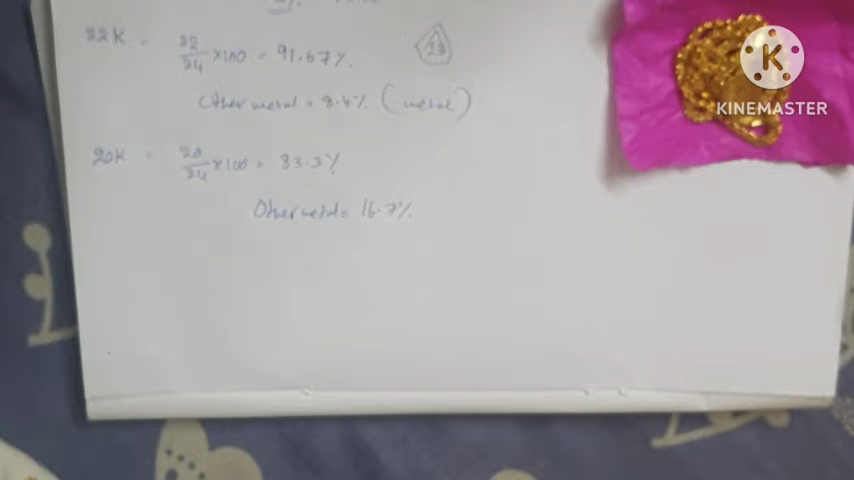 22K = 22/24 ×100 = 91.67%.
Other metal = 8.4% (metal)
20K = 20/24 ×100 = 83.3%
Other metal = 16.7%
KINEMASTER